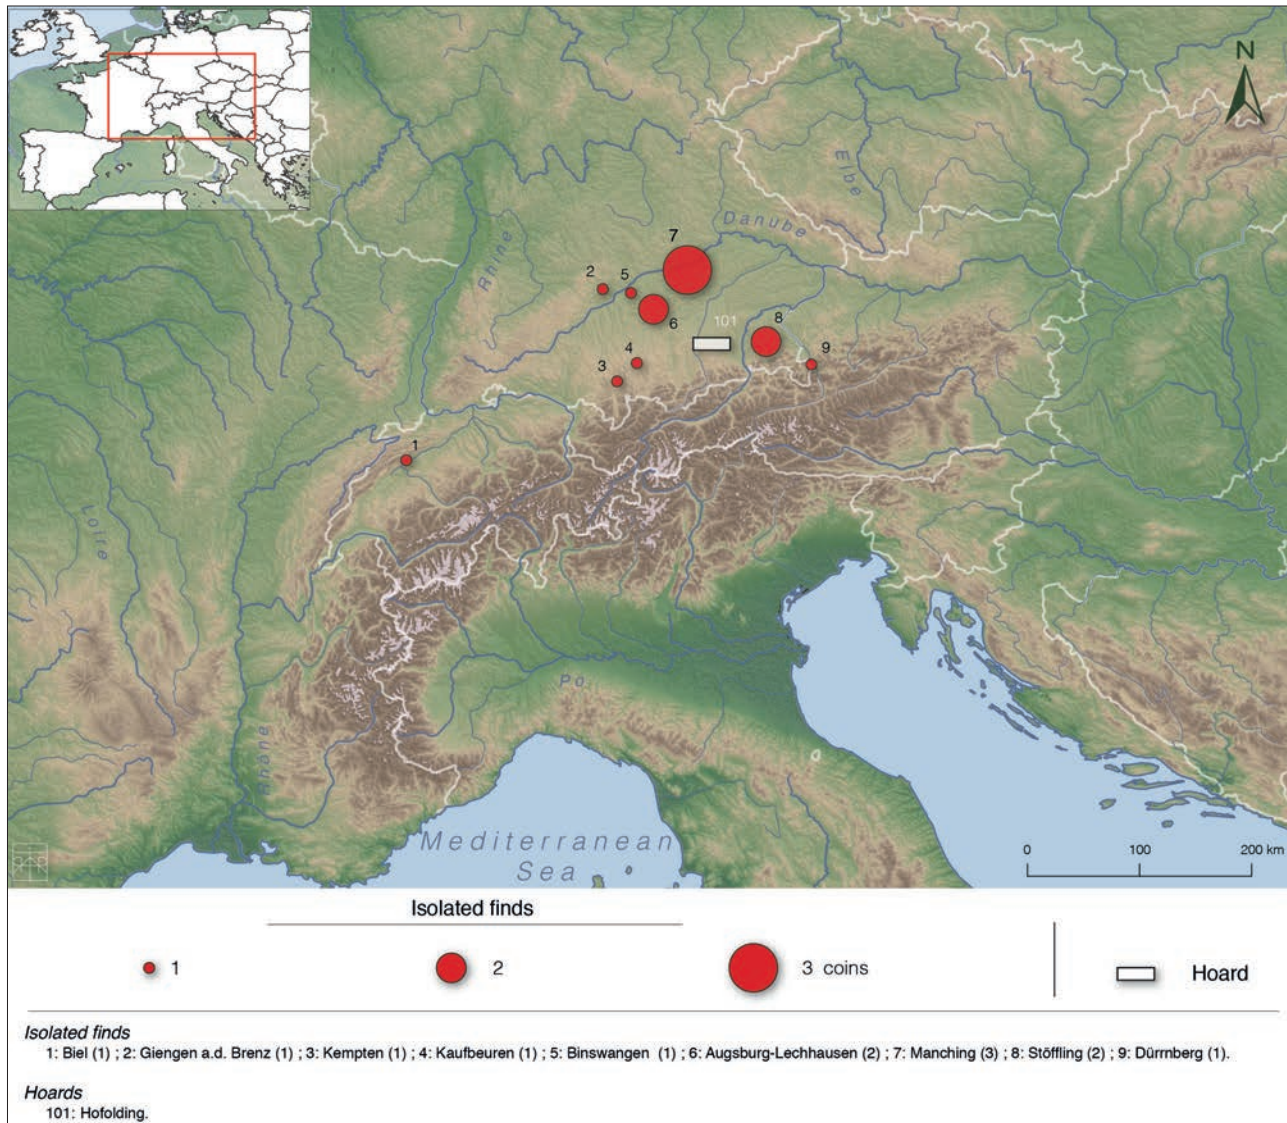 N
Elbe
Danube
Rhine
7
2
5
6
101
8
4
3
9
1
Loire
Po
Rhône
Mediterranean
Sea
0 100 200 km
Isolated finds
1 2 3 coins Hoard
Isolated finds
1: Biel (1) ; 2: Giengen a.d. Brenz (1) ; 3: Kempten (1) ; 4: Kaufbeuren (1) ; 5: Binswangen (1) ; 6: Augsburg-Lechhausen (2) ; 7: Manching (3) ; 8: Stöffling (2) ; 9: Dürrnberg (1).
Hoards
101: Hofolding.